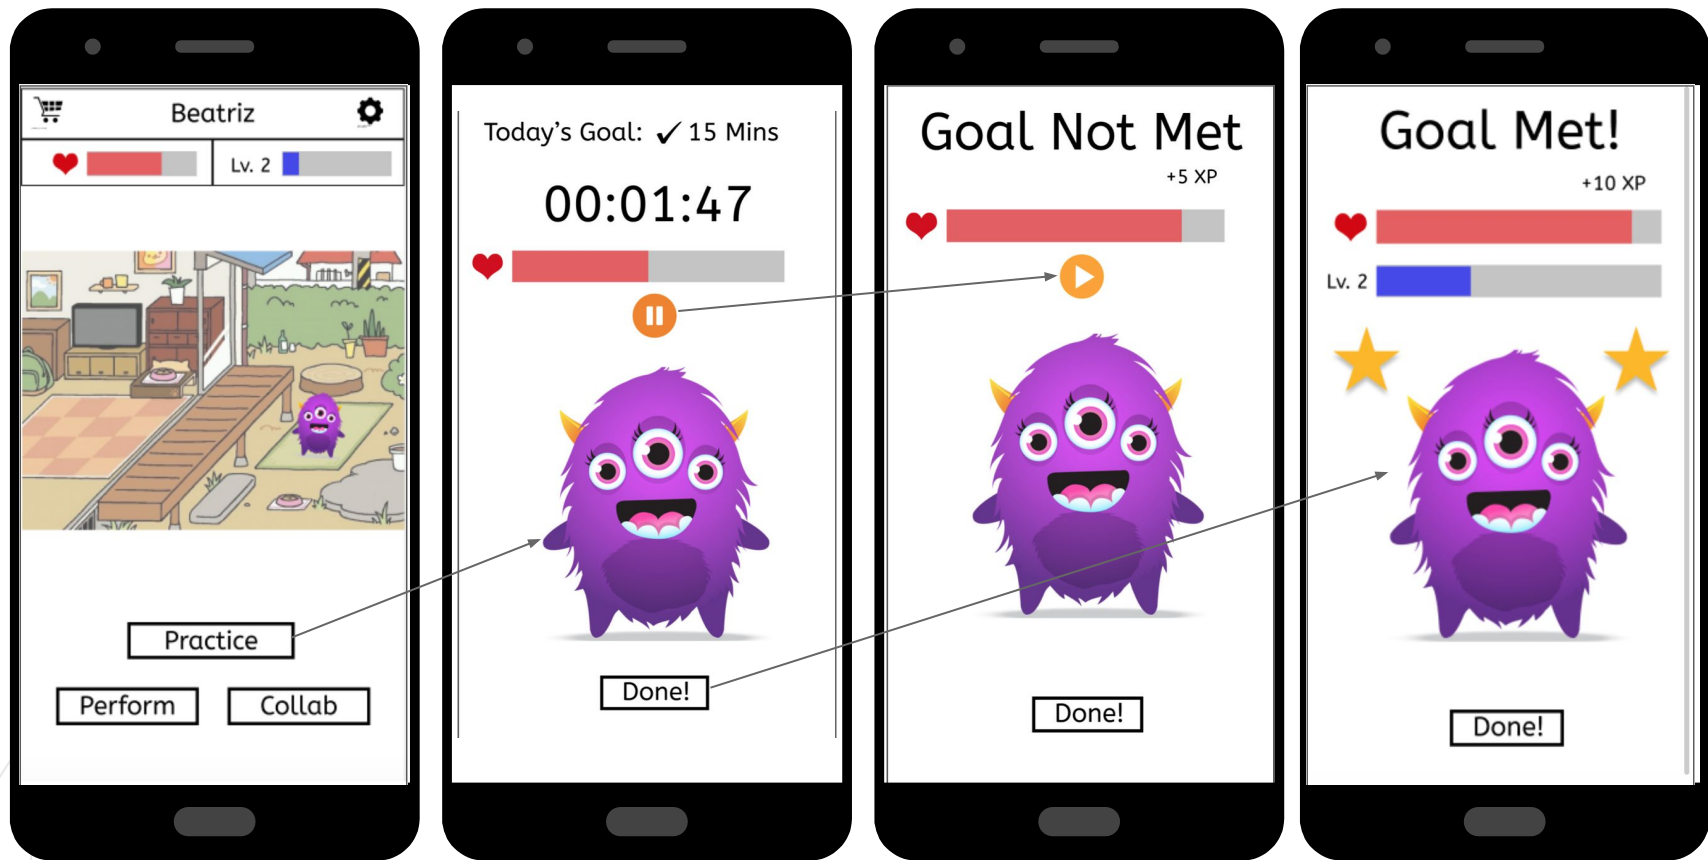 Beatriz
Lv. 2
Practice
Perform
Collab
Today's Goal: ✓ 15 Mins
00:01:47
Done!
Goal Not Met
+5 XP
Done!
Goal Met!
+10 XP
Lv. 2
Done!